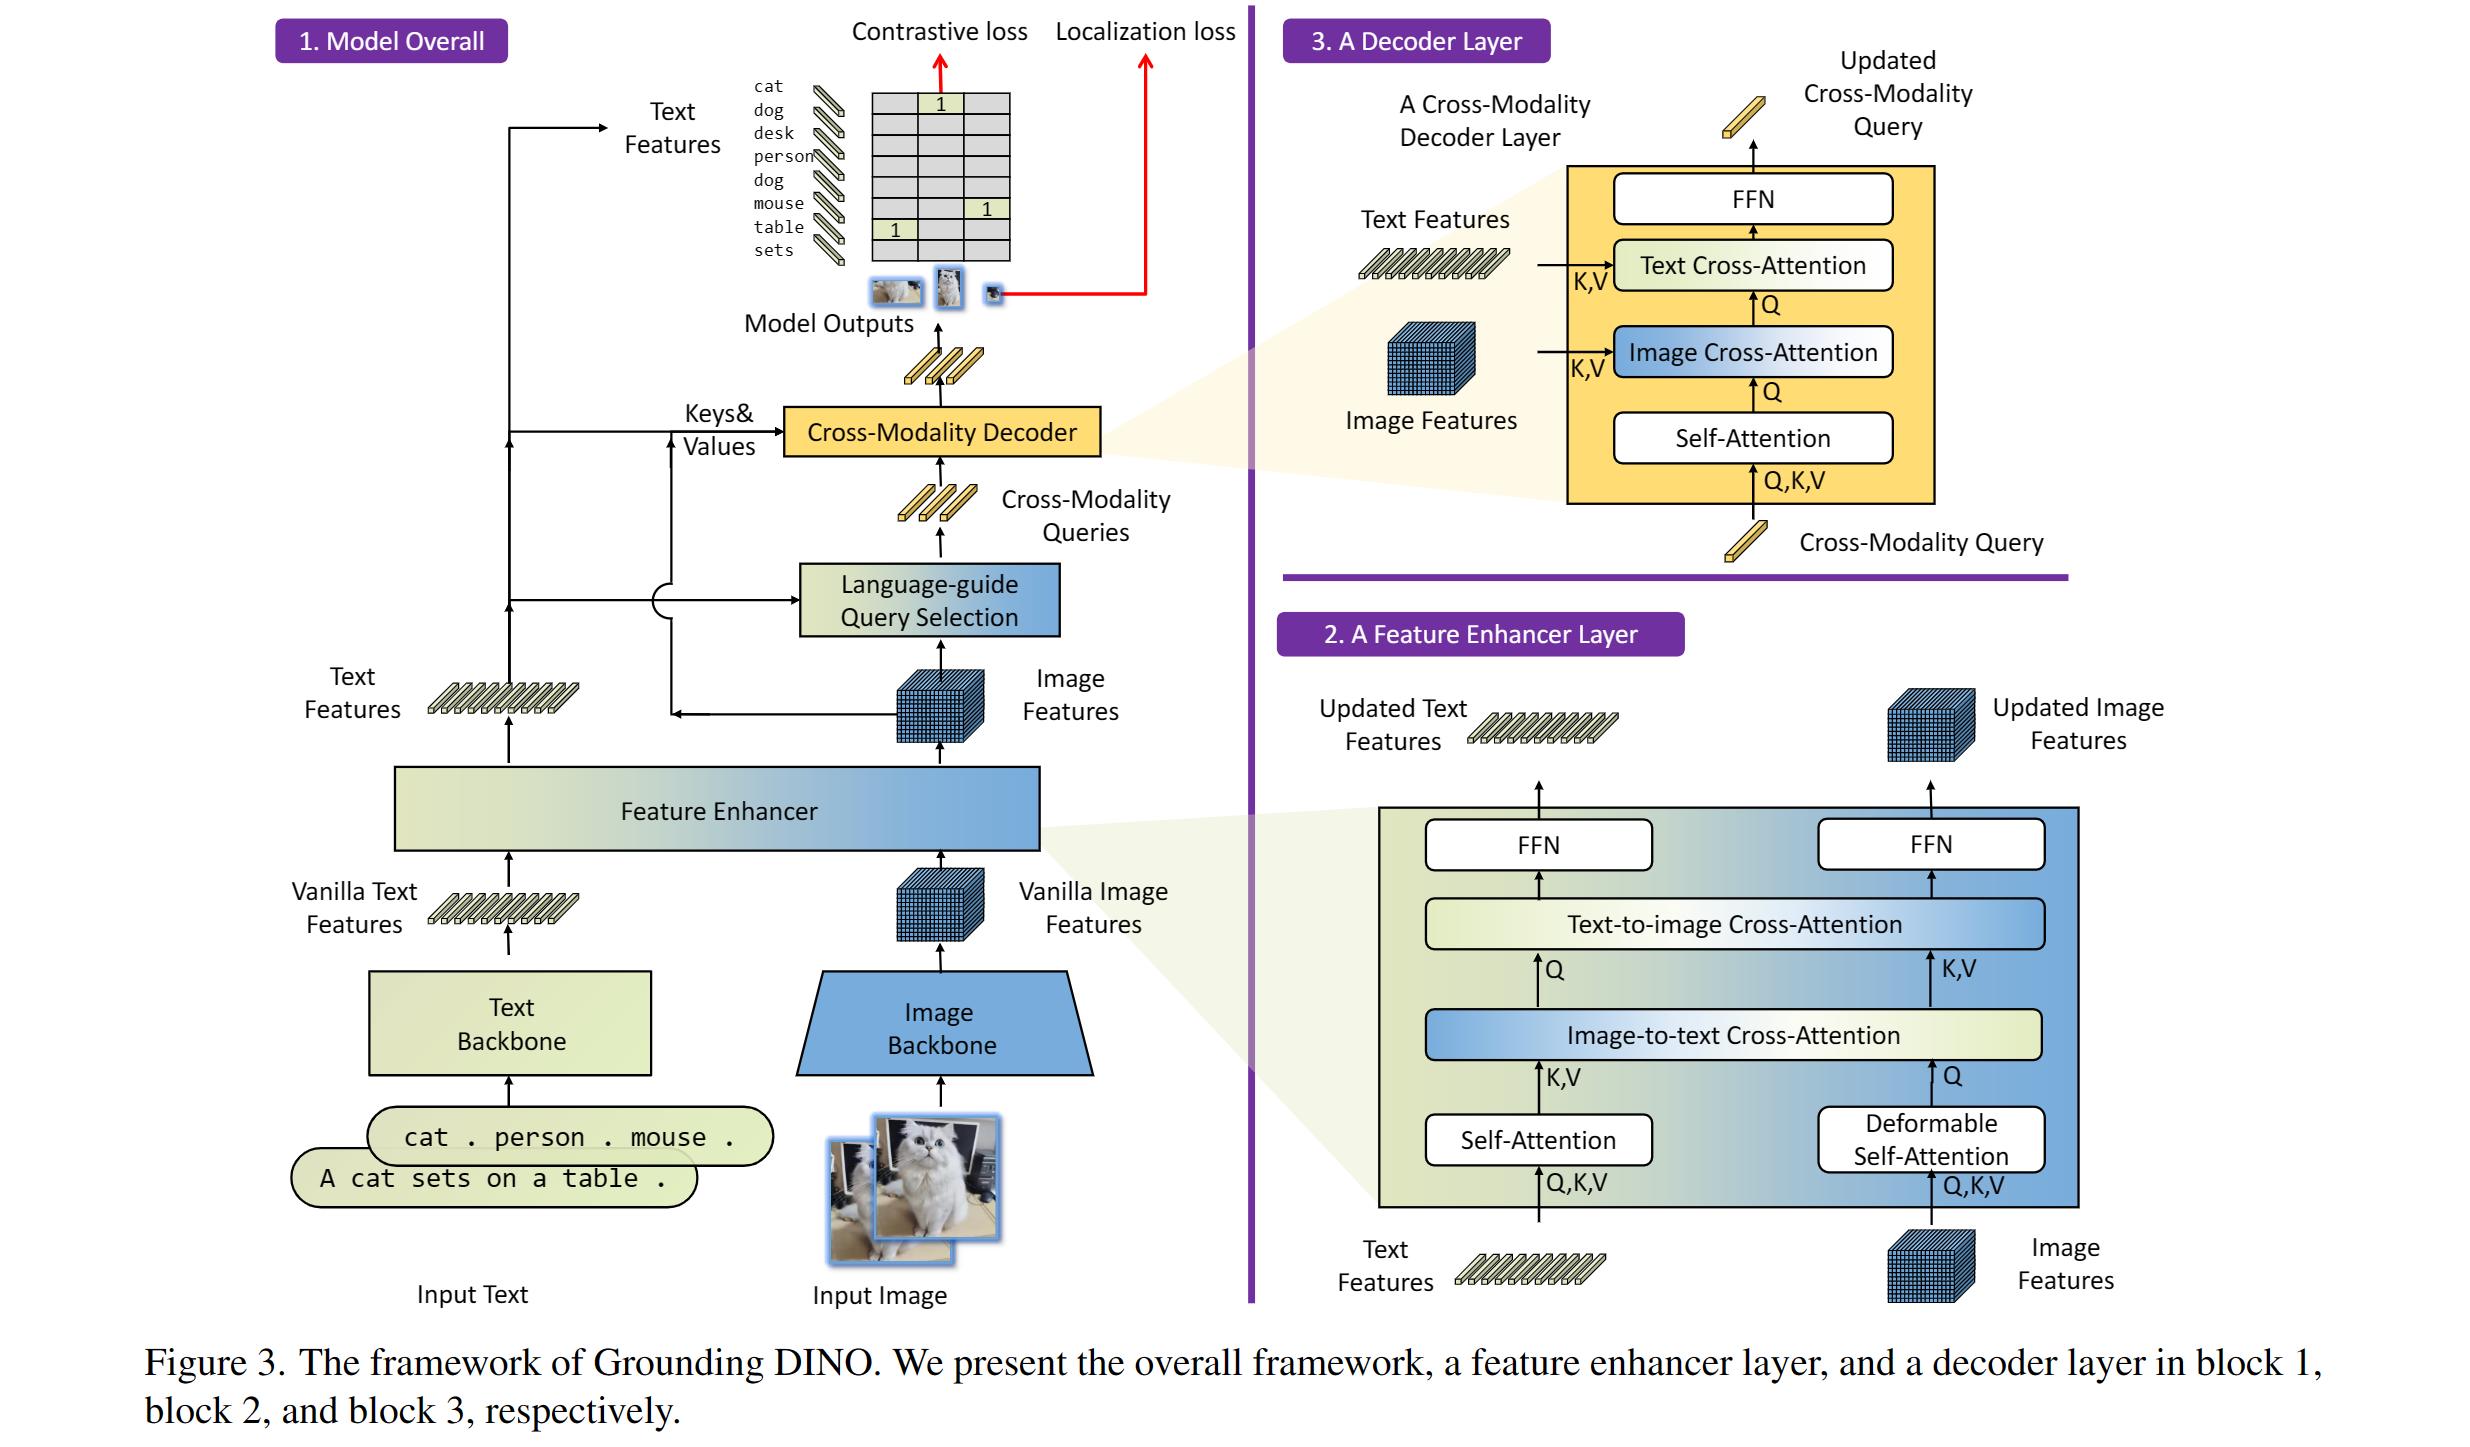 1. Model Overall
Contrastive loss
Localization loss
Text
Features
cat
dog
desk
person
dog
mouse
table
sets
1
1
1
Model Outputs
Keys&
Values
Cross-Modality Decoder
Cross-Modality
Queries
Language-guide
Query Selection
Text
Features
Image
Features
Feature Enhancer
Vanilla Text
Features
Vanilla Image
Features
Text
Backbone
Image
Backbone
cat . person . mouse .
A cat sets on a table .
Input Text
Input Image
3. A Decoder Layer
A Cross-Modality
Decoder Layer
Updated
Cross-Modality
Query
FFN
Text Features
Text Cross-Attention
K,V
Q
Image Cross-Attention
K,V
Q
Image Features
Self-Attention
Q,K,V
Cross-Modality Query
2. A Feature Enhancer Layer
Updated Text
Features
Updated Image
Features
FFN
FFN
Text-to-image Cross-Attention
Q
K,V
Image-to-text Cross-Attention
K,V
Q
Self-Attention
Deformable
Self-Attention
Q,K,V
Q,K,V
Text
Features
Image
Features
Figure 3. The framework of Grounding DINO. We present the overall framework, a feature enhancer layer, and a decoder layer in block 1,
block 2, and block 3, respectively.